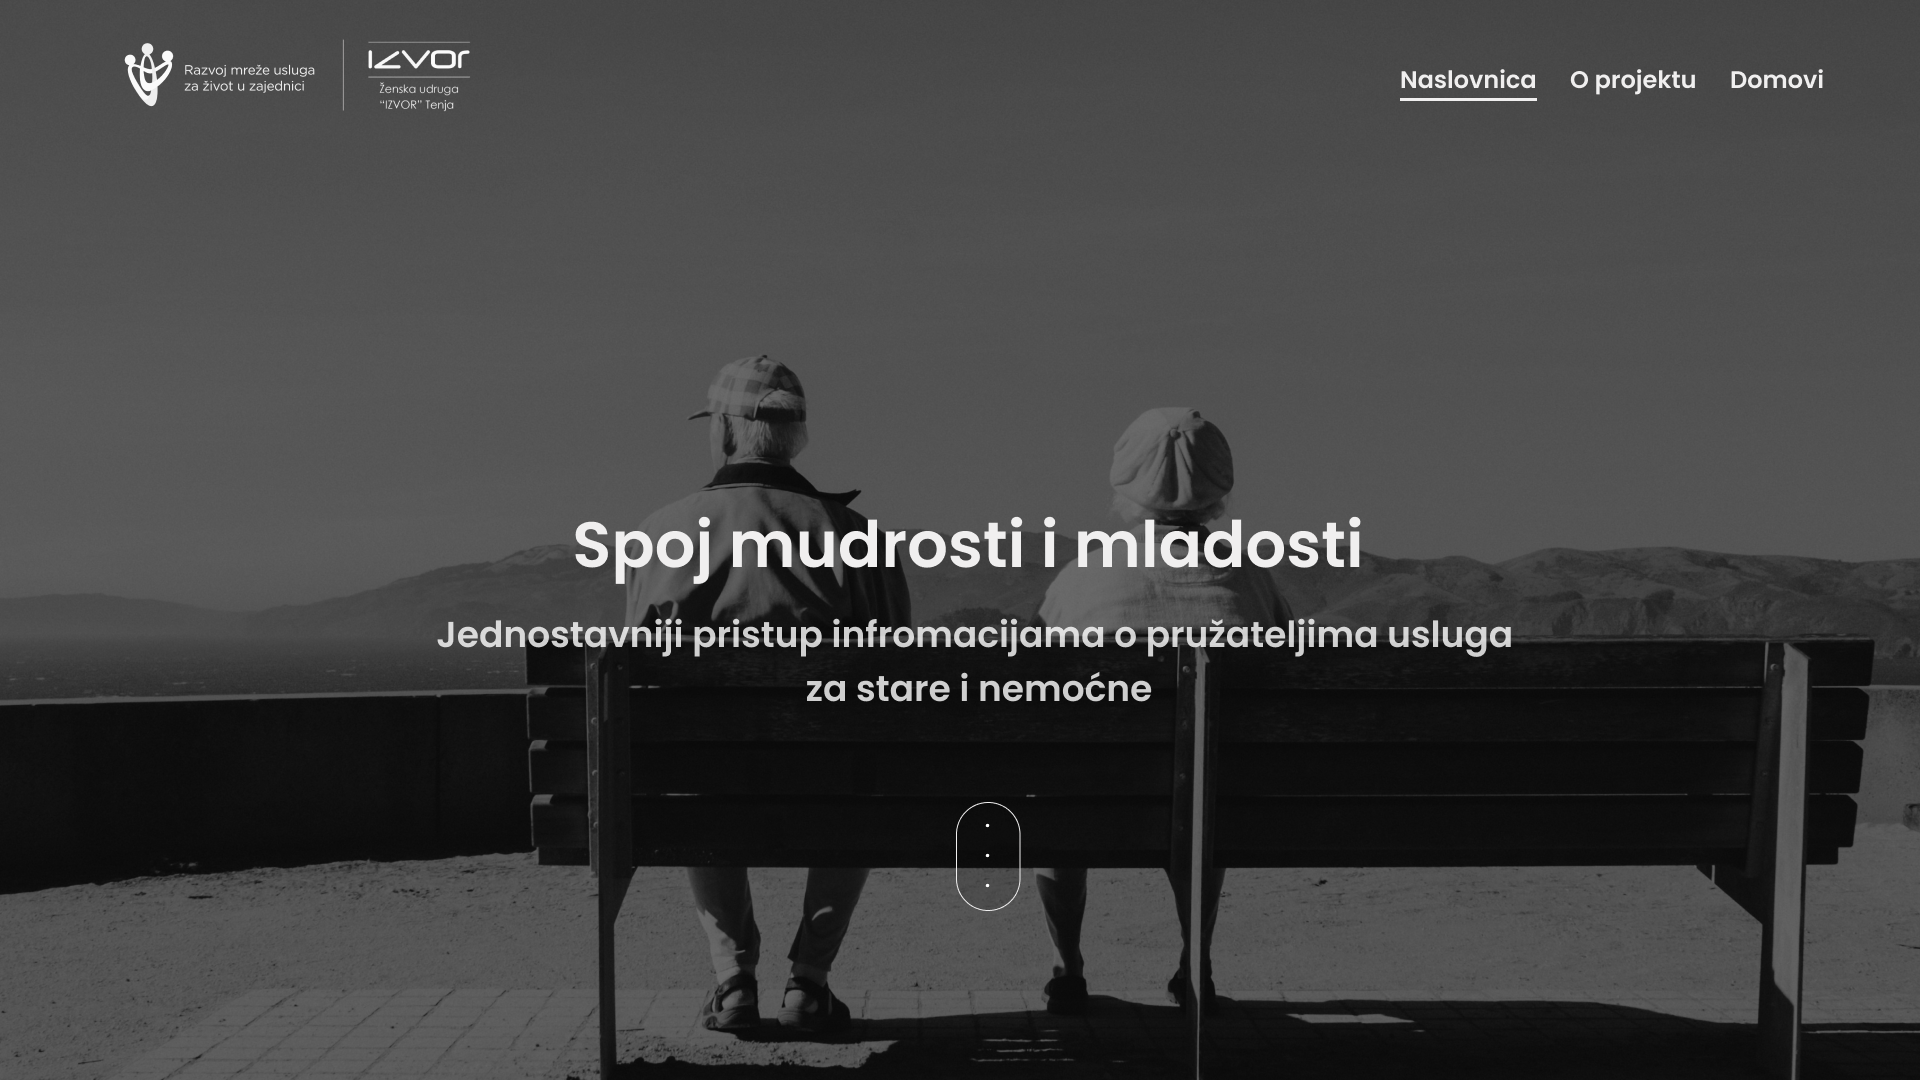 Razvoj mreže usluga
za život u zajednici
IZVOR
Ženska udruga
“IZVOR” Tenja
Naslovnica
O projektu
Domovi
Spoj mudrosti i mladosti
Jednostavniji pristup infromacijama o pružateljima usluga
za stare i nemoćne